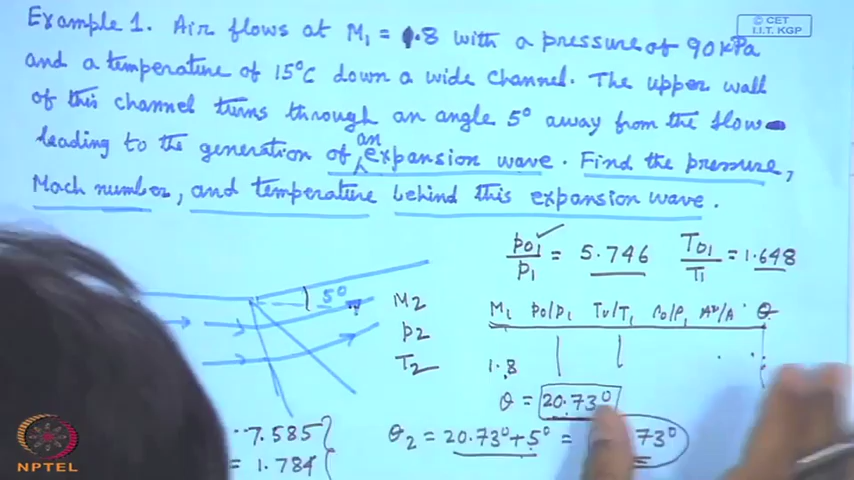 © CET
I.I.T. KGP
Example 1. Air flows at M1 = 1.8 with a pressure of 90 kPa
and a temperature of 15°C down a wide channel. The upper wall
of this channel turns through an angle 5° away from the flow
leading to the generation of an expansion wave. Find the pressure,
Mach number, and temperature behind this expansion wave.
p01/p1 = 5.746 T01/T1 = 1.648
5°
M2
p2
T2
M1 p0/p1 T0/T1 A*/A θ
1.8
θ = 20.73°
7.585
θ2 = 20.73° + 5° = 73°
= 1.784
NPTEL